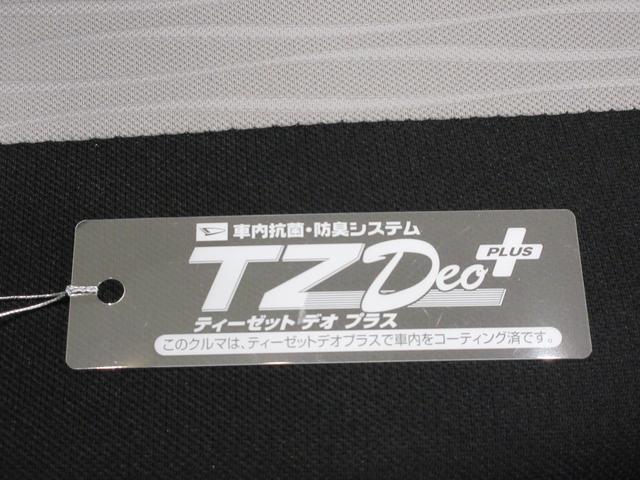 車内抗菌・防臭システム
TZ Deo PLUS
ティーゼット デオ プラス
このクルマは、ティーゼットデオプラスで車内をコーティング済です。